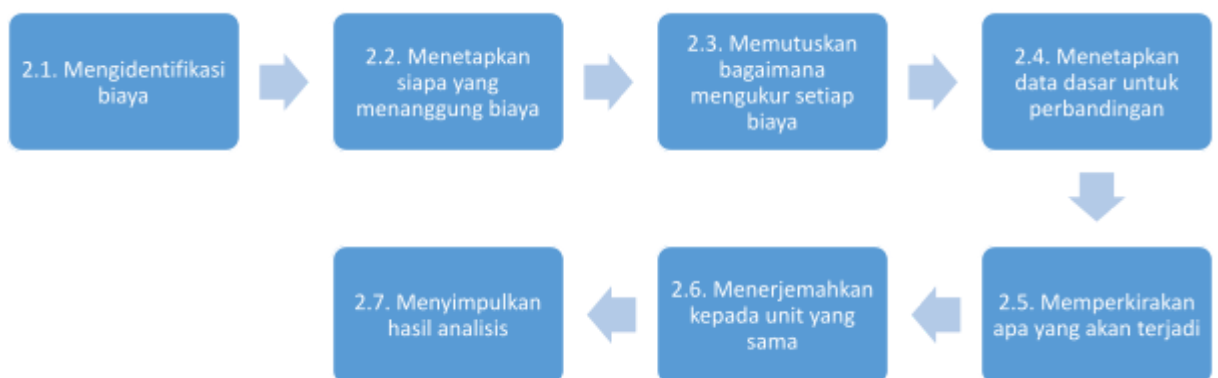 2.1. Mengidentifikasi
biaya
2.2. Menetapkan
siapa yang
menanggung biaya
2.3. Memutuskan
bagaimana
mengukur setiap
biaya
2.4. Menetapkan
data dasar untuk
perbandingan
2.5. Memperkirakan
apa yang akan terjadi
2.6. Menerjemahkan
kepada unit yang
sama
2.7. Menyimpulkan
hasil analisis